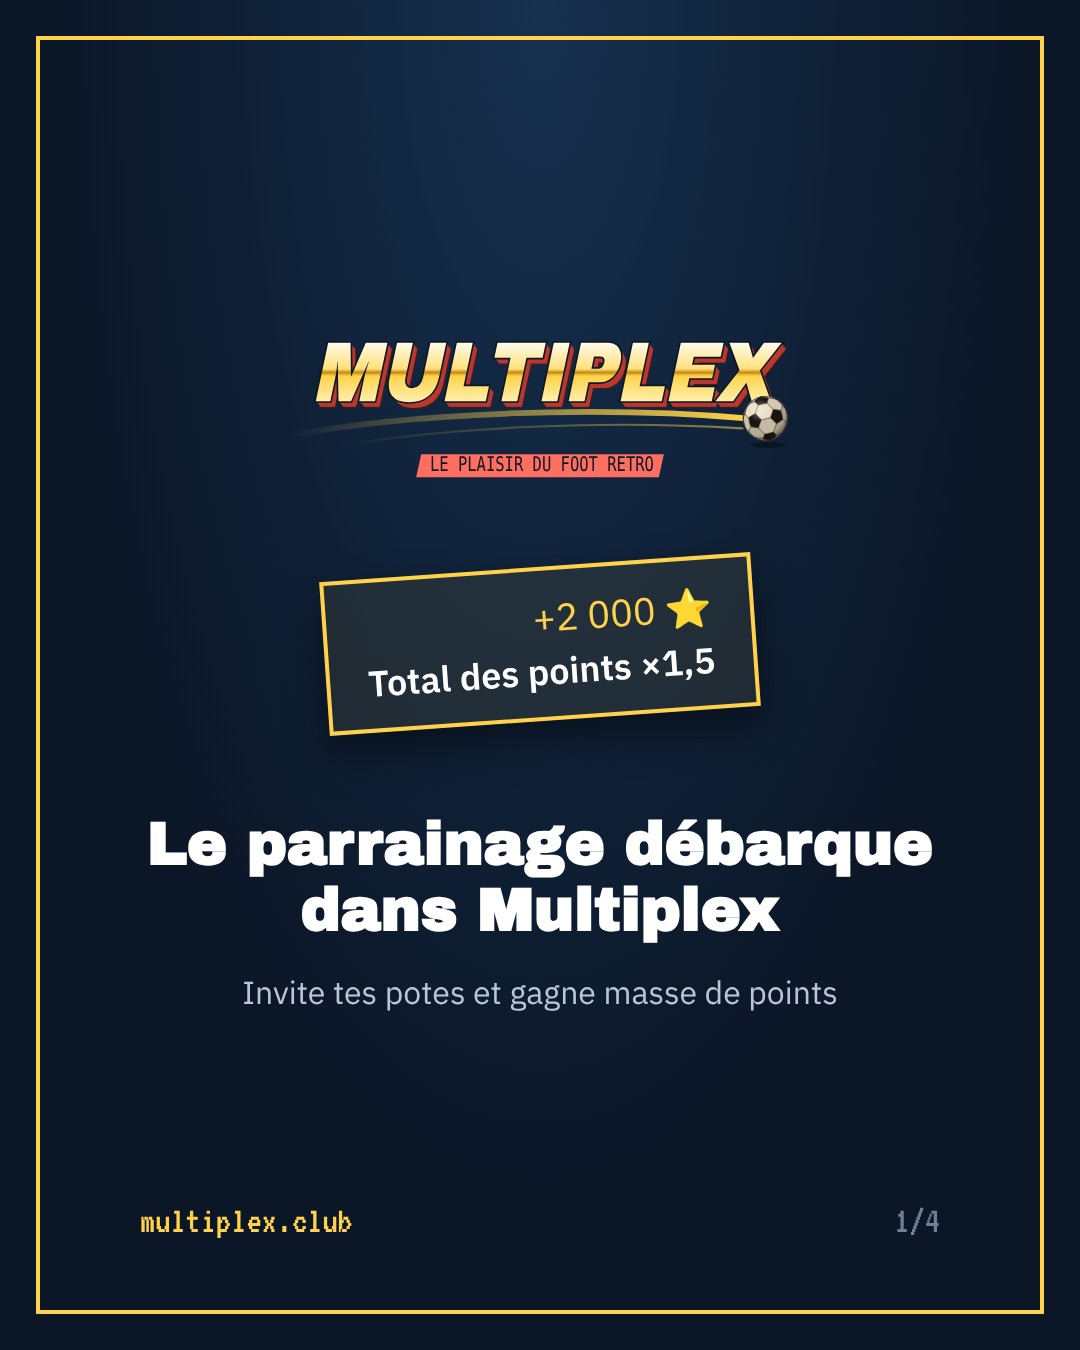 MULTIPLEX
LE PLAISIR DU FOOT RETRO
+2 000 ⭐
Total des points ×1,5
Le parrainage débarque
dans Multiplex
Invite tes potes et gagne masse de points
multiplex.club
1/4